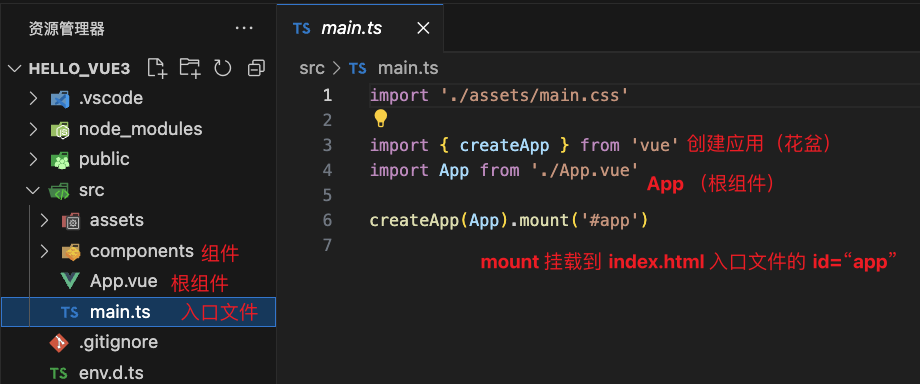 资源管理器 ···
HELLO_VUE3
.vscode
node_modules
public
src
assets
components 组件
App.vue 根组件
TS main.ts 入口文件
.gitignore
TS env.d.ts
TS main.ts
src > TS main.ts
1 import './assets/main.css'
2
3 import { createApp } from 'vue' 创建应用（花盆）
4 import App from './App.vue'
App （根组件）
5
6 createApp(App).mount('#app')
7
mount 挂载到 index.html 入口文件的 id=“app”